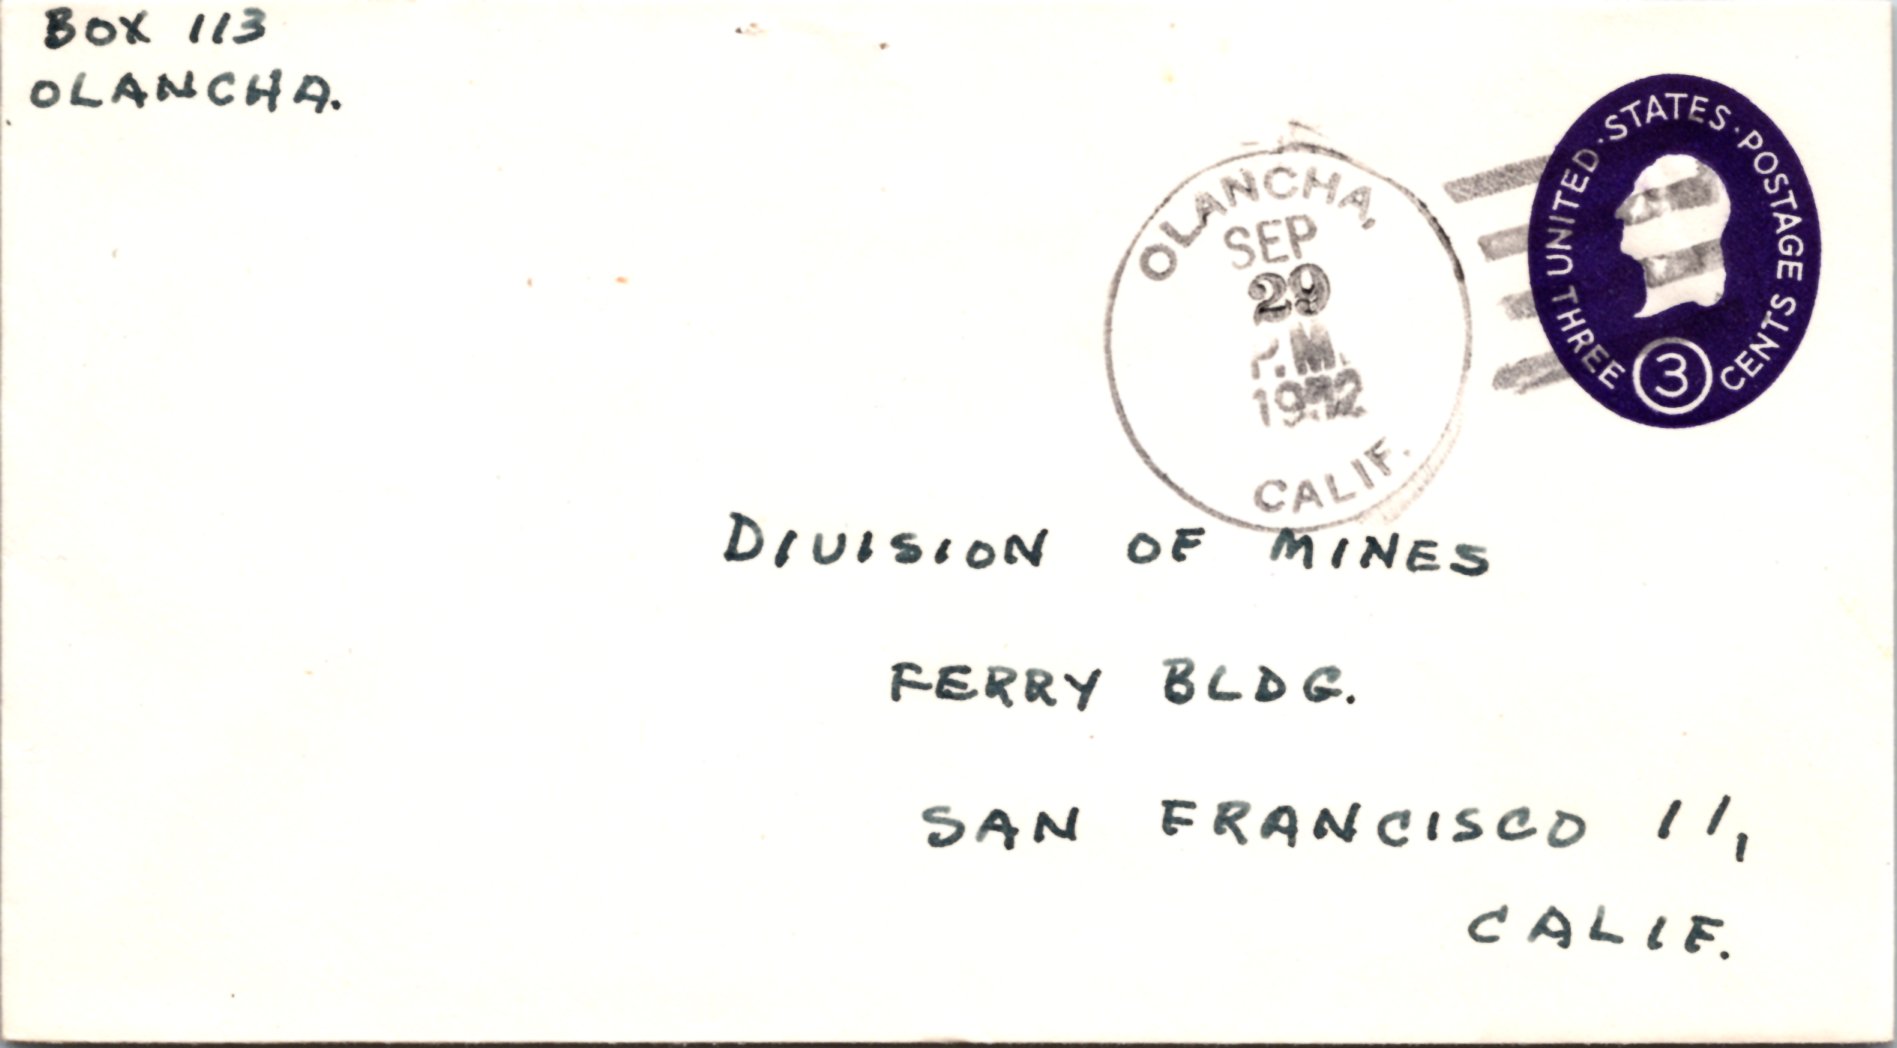 BOX 113
OLANCHA.
UNITED · STATES · POSTAGE
THREE 3 CENTS
OLANCHA,
SEP
29
P.M.
CALIF.
DIVISION OF MINES
FERRY BLDG.
SAN FRANCISCO 11,
CALIF.